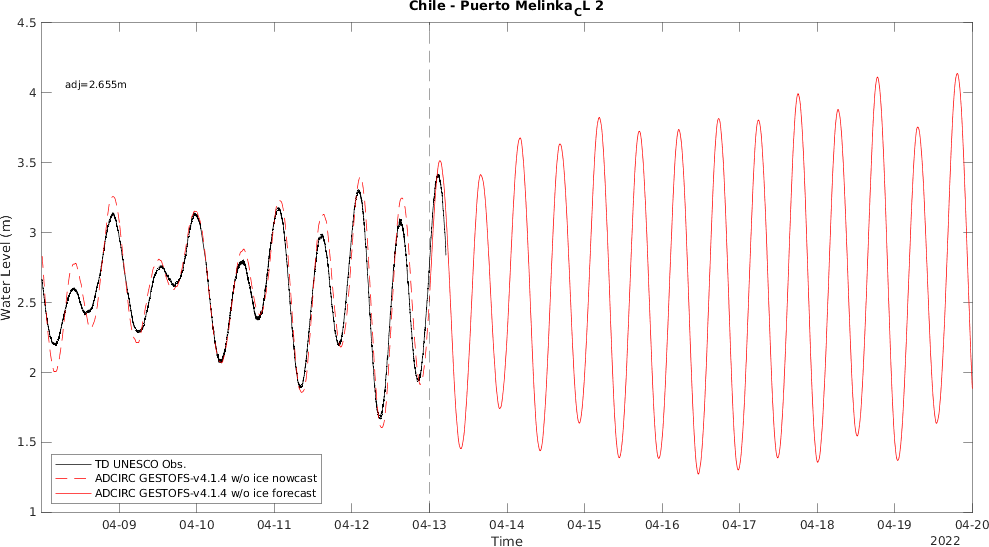 Chile - Puerto MelinkaCL 2
adj=2.655m
4.5
4
3.5
3
2.5
2
1.5
1
Water Level (m)
TD UNESCO Obs.
ADCIRC GESTOFS-v4.1.4 w/o ice nowcast
ADCIRC GESTOFS-v4.1.4 w/o ice forecast
04-09 04-10 04-11 04-12 04-13 04-14 04-15 04-16 04-17 04-18 04-19 04-20
Time
2022